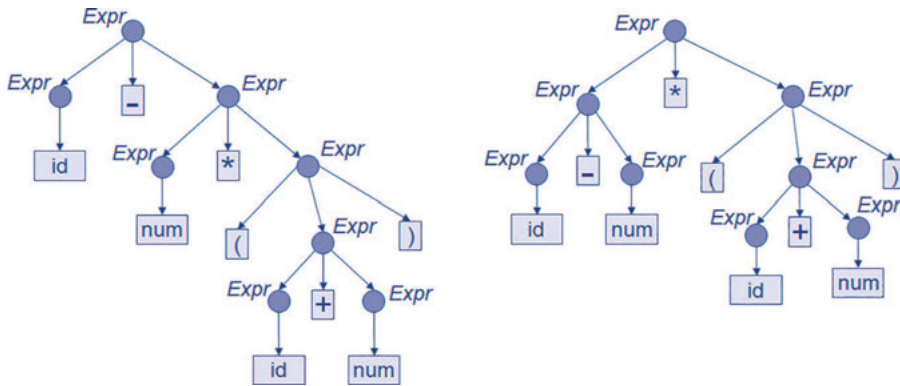 Expr
Expr - Expr
id Expr * Expr
num ( Expr )
Expr + Expr
id num
Expr
Expr * Expr
Expr - Expr ( Expr )
id num Expr + Expr
id num